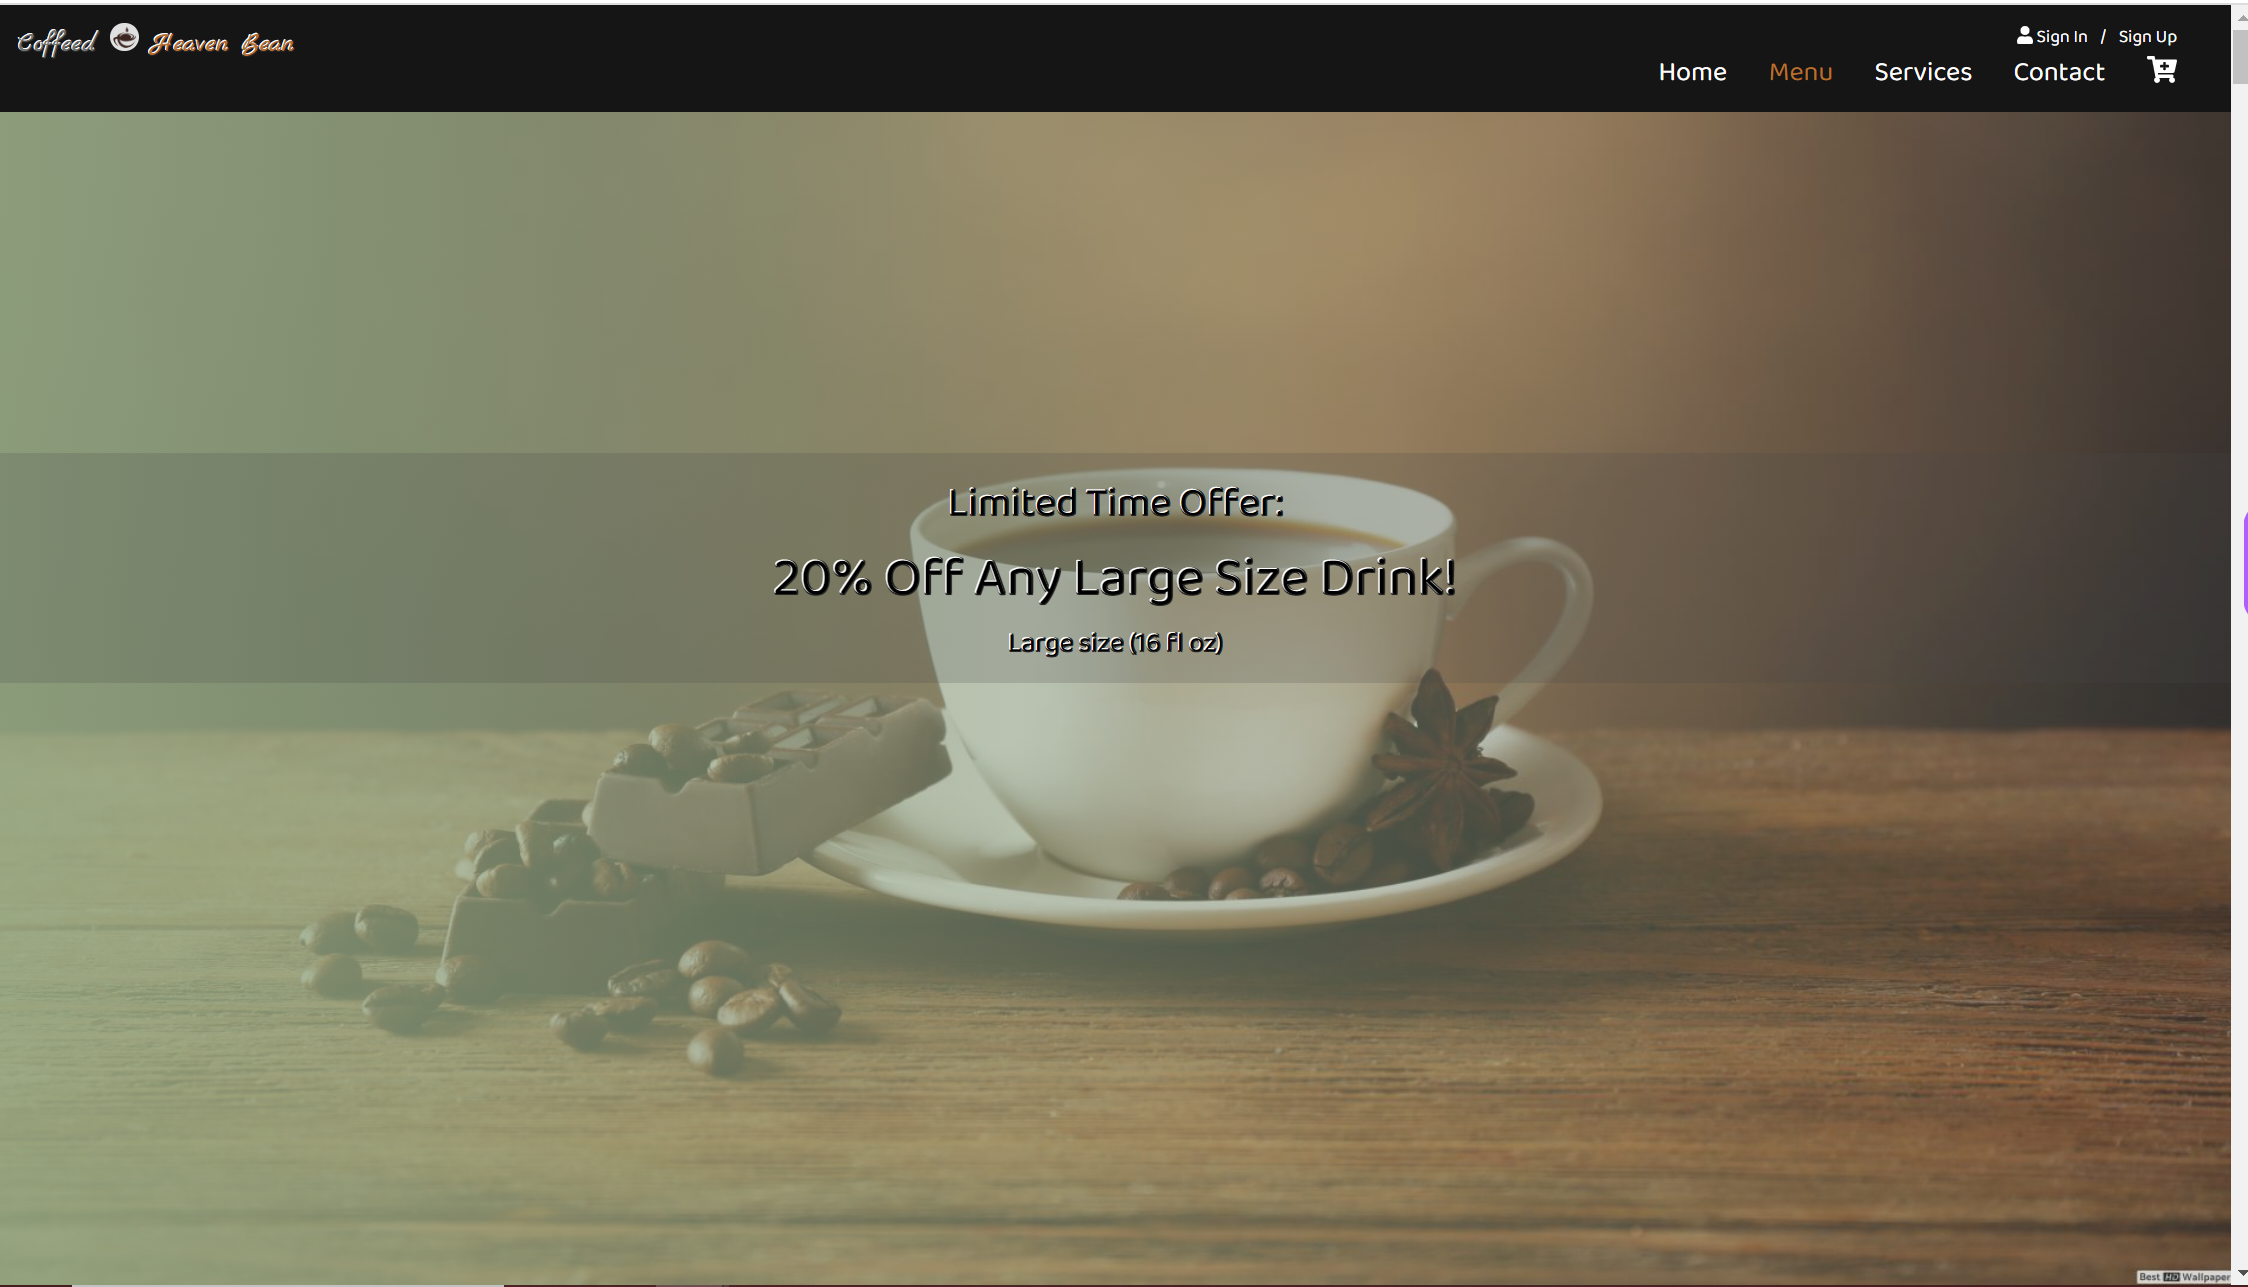 Coffeed Heaven Bean
Sign In / Sign Up
Home Menu Services Contact
Limited Time Offer:
20% Off Any Large Size Drink!
Large size (16 fl oz)
Best HD Wallpaper